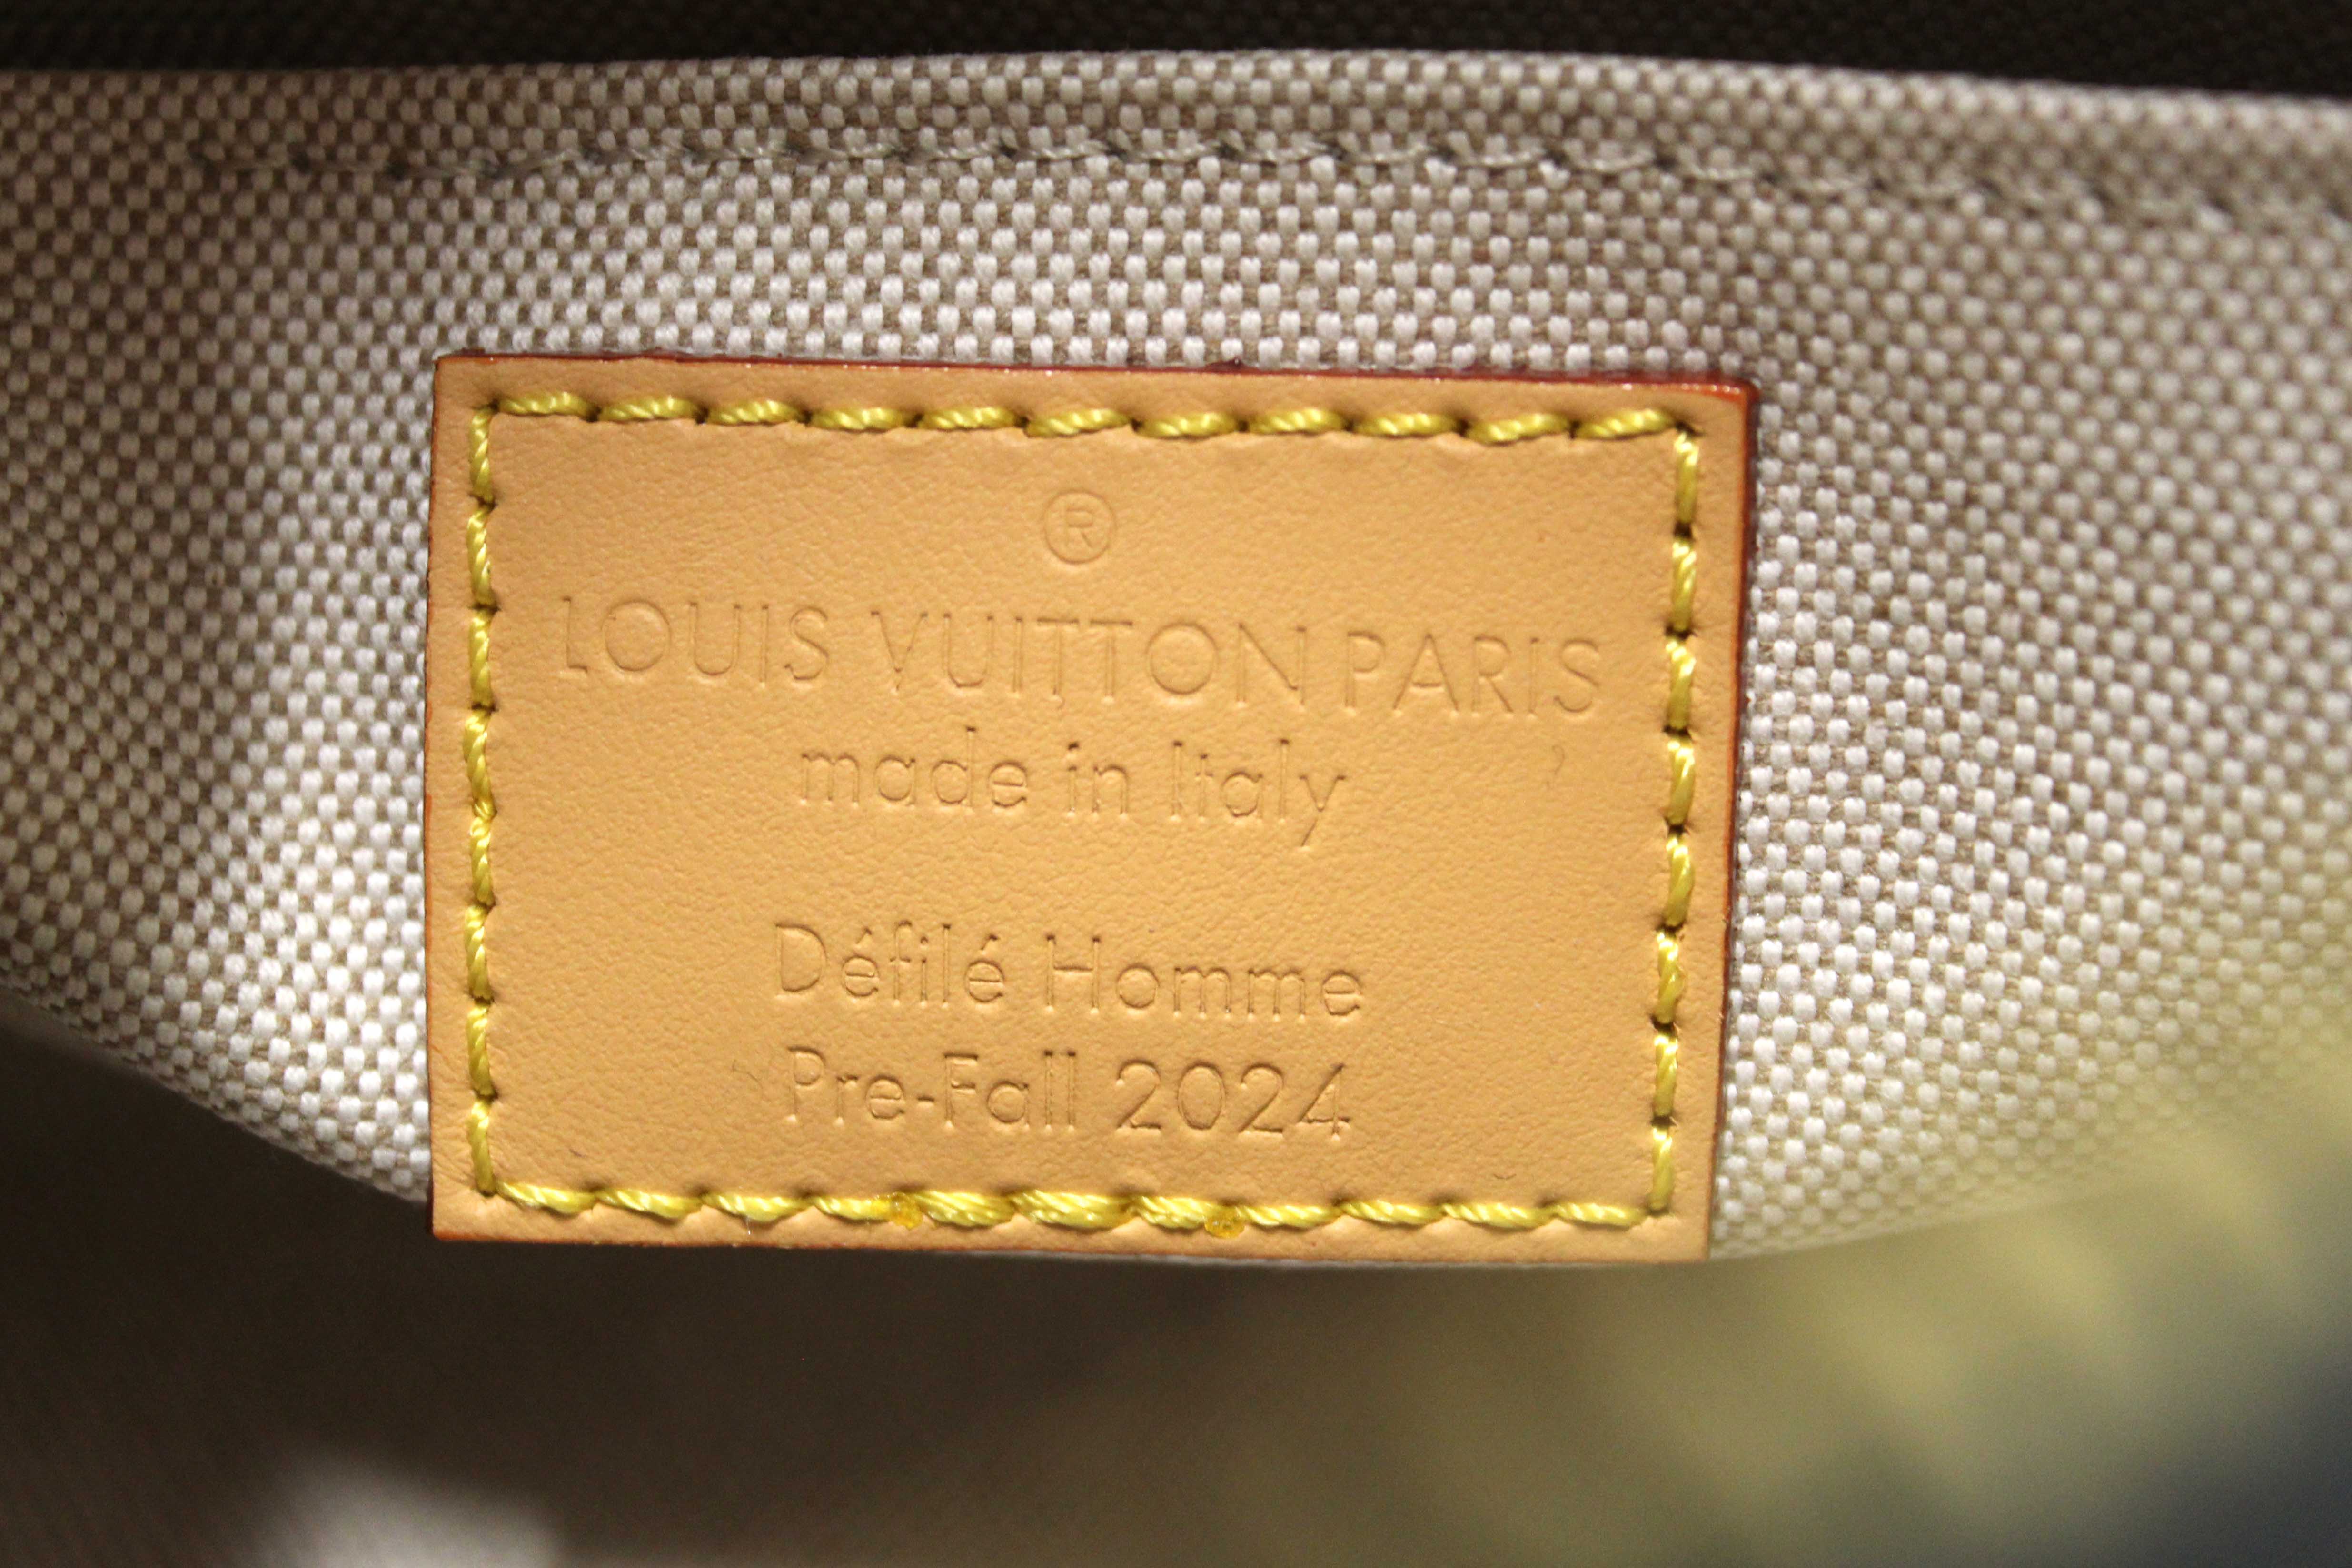 ®
LOUIS VUITTON PARIS
made in Italy
Défilé Homme
Pre-Fall 2024